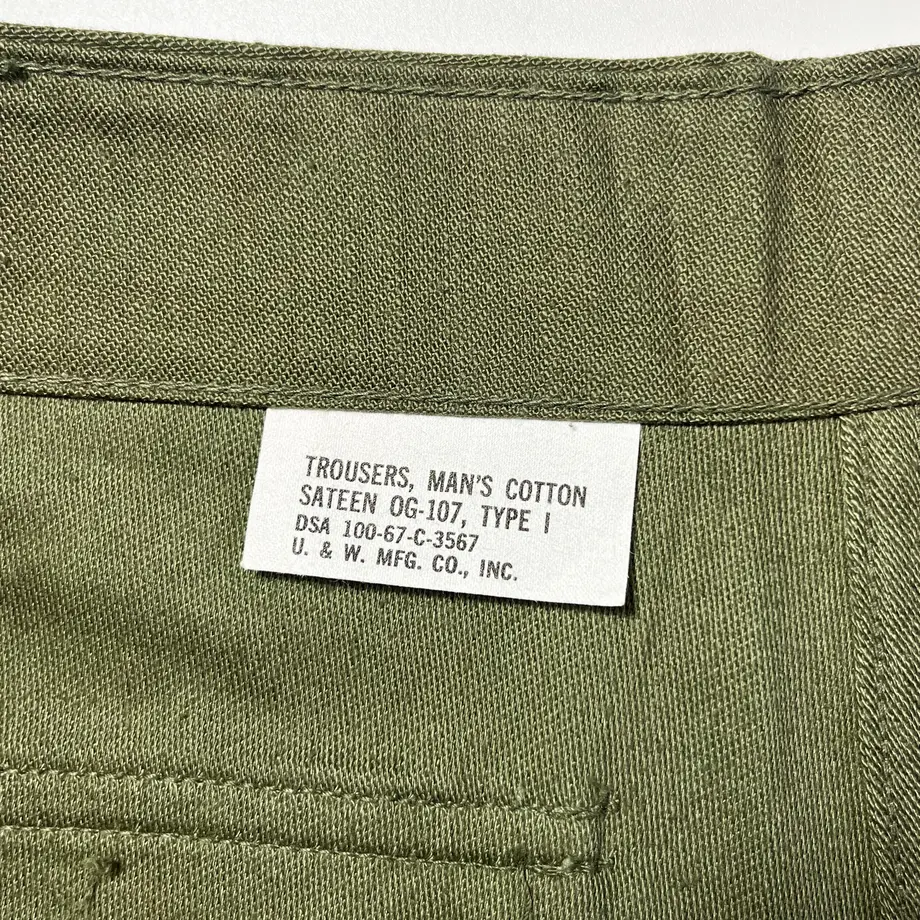 TROUSERS, MAN'S COTTON
SATEEN OG-107, TYPE I
DSA 100-67-C-3567
U. & W. MFG. CO., INC.